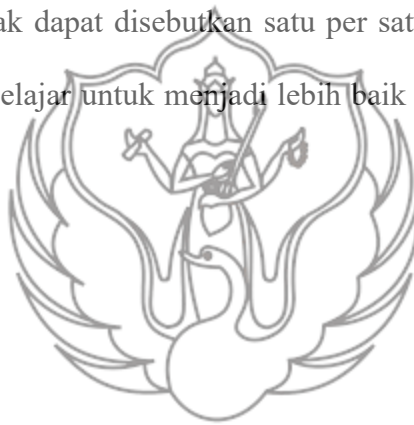 ak dapat disebutkan satu per sat
elajar untuk menjadi lebih baik